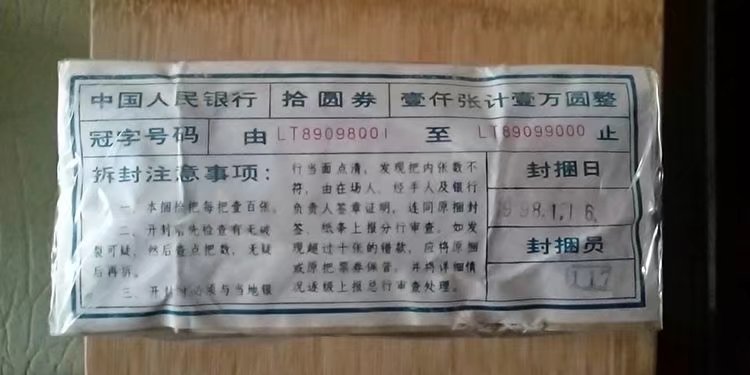 中国人民银行 拾圆券 壹仟张计壹万圆整
冠字号码 由 LT89098001 至 LT89099000 止
拆封注意事项：
一、本捆拾把每把壹百张。
二、开封前先检查有无破
裂可疑，然后查点把数，无疑
后再拆。
三、开封时必须与当地银
行当面点清，发现把内张数不
符，由在场人、经手人及银行
负责人签章证明，连同原捆封
签、纸条上报分行审查。如发
现超过十张的错款，应将原捆
或原把票券保管，并将详细情
况逐级上报总行审查处理。
封捆日
1998.1.16.
封捆员
117